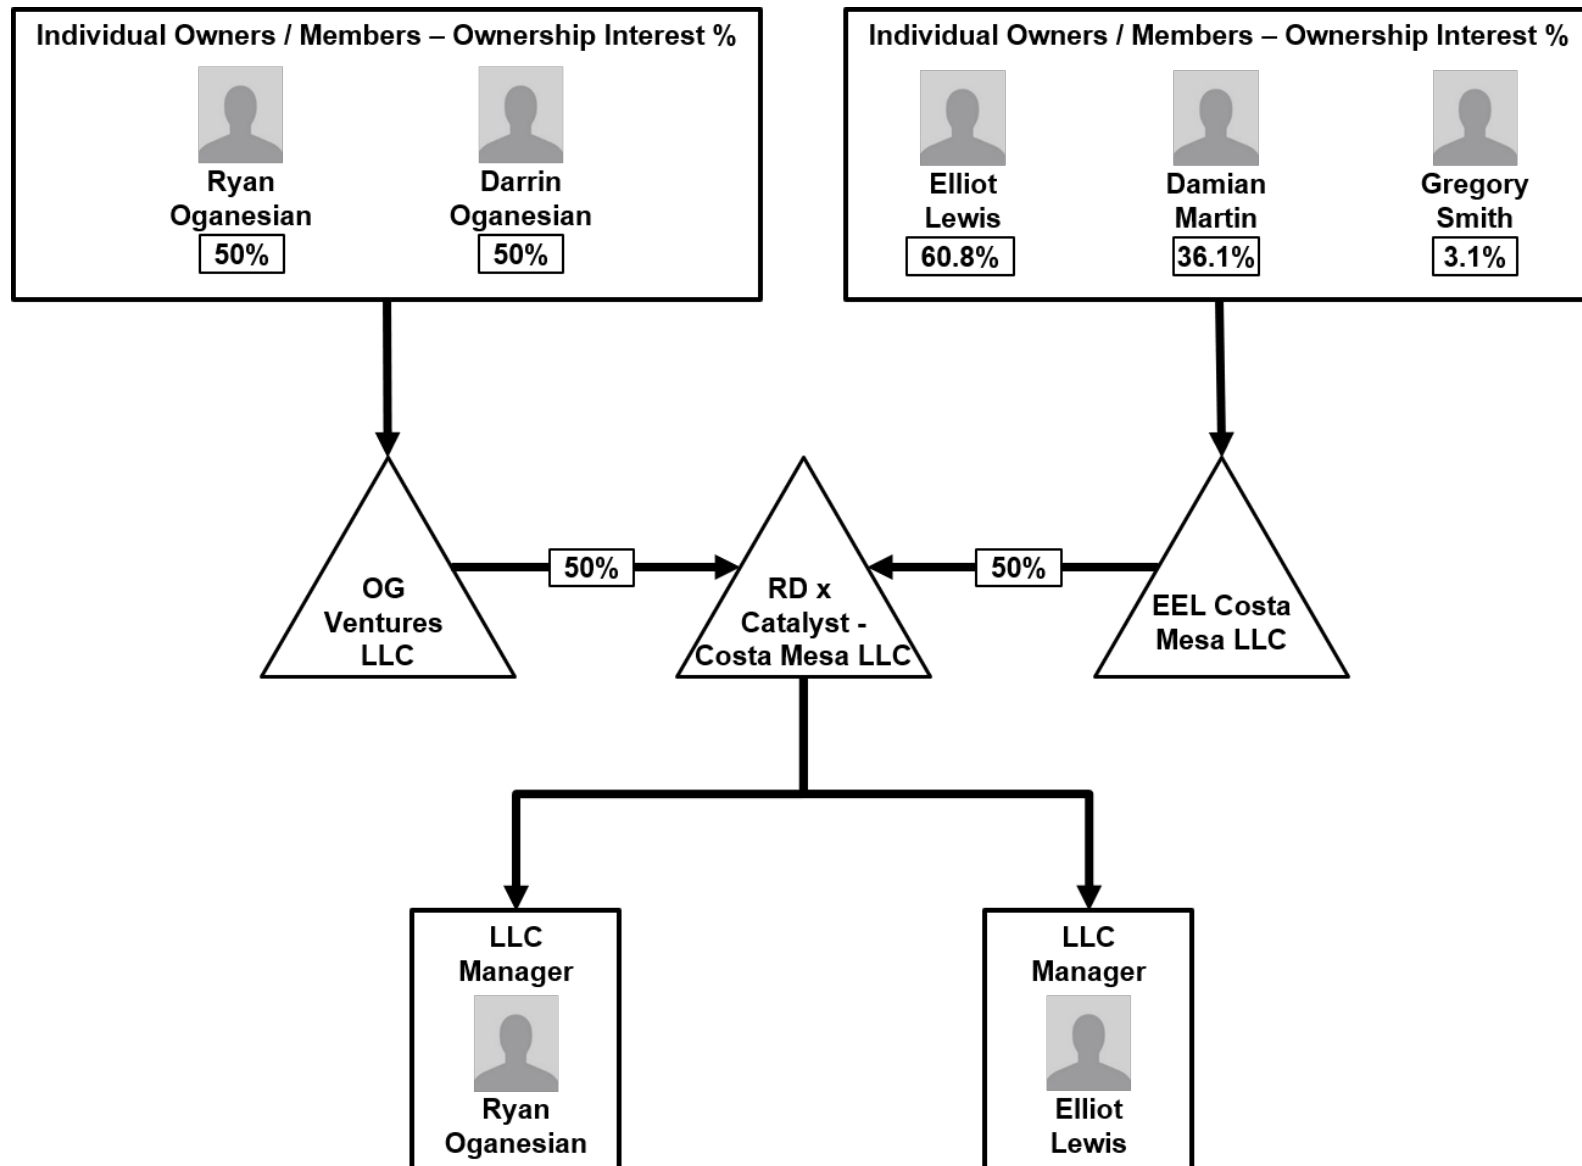 Individual Owners / Members – Ownership Interest %
Ryan
Oganesian
50%
Darrin
Oganesian
50%
Individual Owners / Members – Ownership Interest %
Elliot
Lewis
60.8%
Damian
Martin
36.1%
Gregory
Smith
3.1%
OG
Ventures
LLC
50%
RD x
Catalyst -
Costa Mesa LLC
50%
EEL Costa
Mesa LLC
LLC
Manager
Ryan
Oganesian
LLC
Manager
Elliot
Lewis